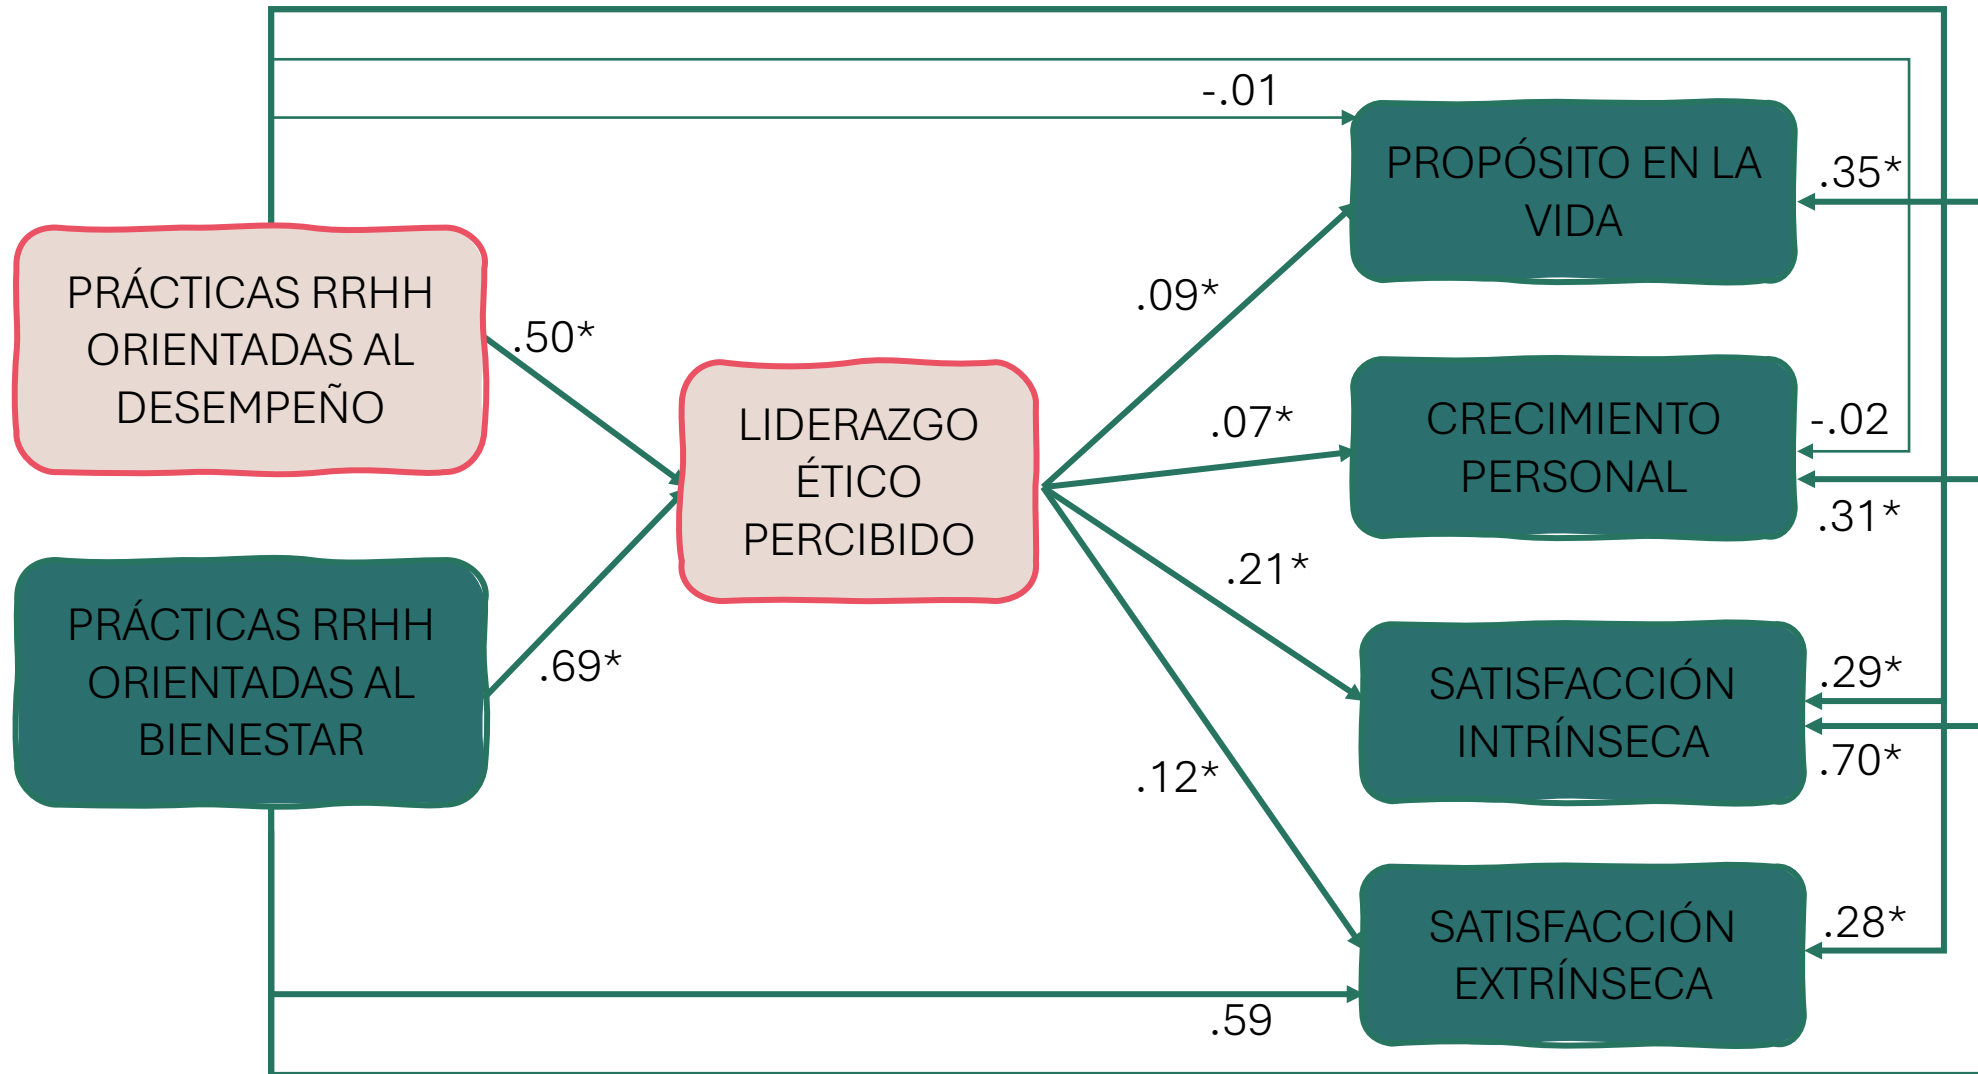 -.01
PRÁCTICAS RRHH
ORIENTADAS AL
DESEMPEÑO
.50*
PRÁCTICAS RRHH
ORIENTADAS AL
BIENESTAR
.69*
LIDERAZGO
ÉTICO
PERCIBIDO
.09*
.07*
.21*
.12*
.59
PROPÓSITO EN LA
VIDA
.35*
CRECIMIENTO
PERSONAL
-.02
.31*
SATISFACCIÓN
INTRÍNSECA
.29*
.70*
SATISFACCIÓN
EXTRÍNSECA
.28*